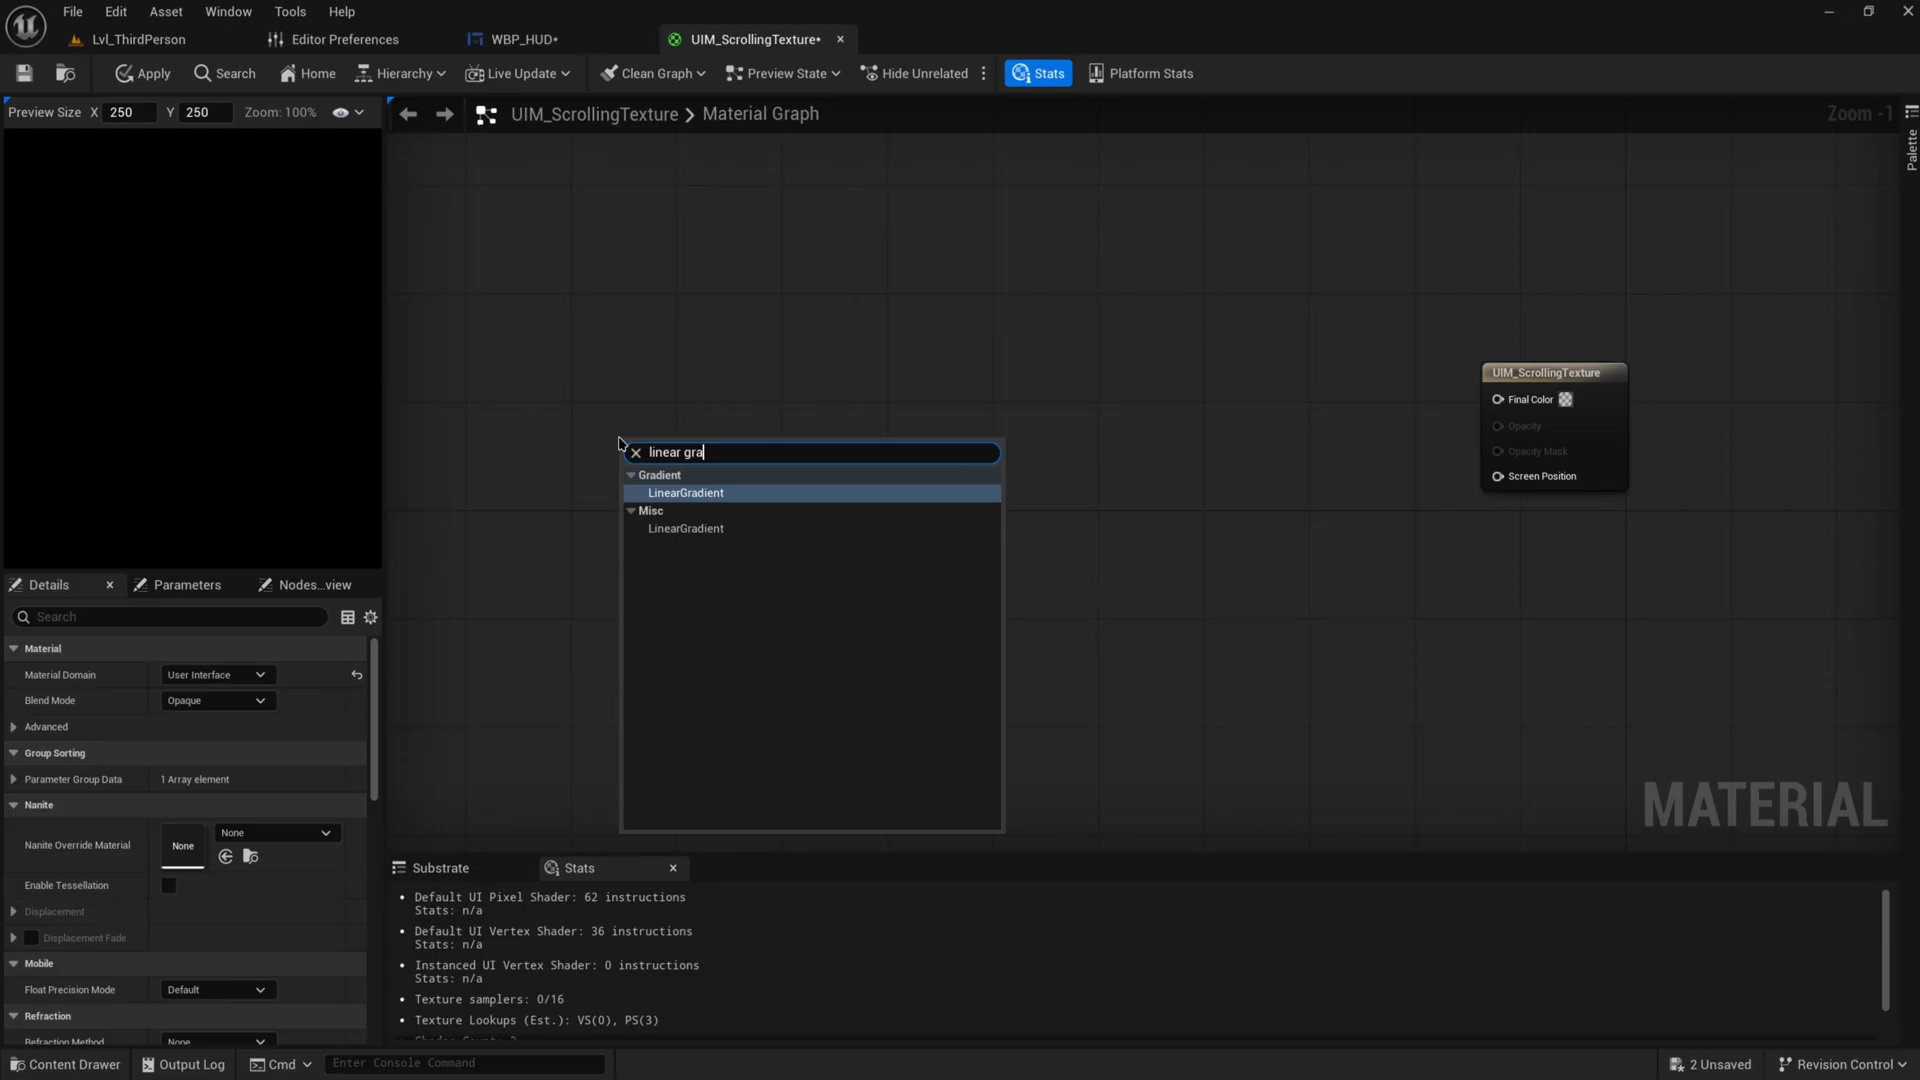 File Edit Asset Window Tools Help
Lvl_ThirdPerson Editor Preferences WBP_HUD* UIM_ScrollingTexture*
Apply Search Home Hierarchy Live Update Clean Graph Preview State Hide Unrelated Stats Platform Stats
Preview Size X 250 Y 250 Zoom: 100%
UIM_ScrollingTexture > Material Graph Zoom -1
Palette
UIM_ScrollingTexture
Final Color
Opacity
Opacity Mask
Screen Position
linear gra
Gradient
LinearGradient
Misc
LinearGradient
MATERIAL
Details Parameters Nodes...view
Search
Material
Material Domain User Interface
Blend Mode Opaque
Advanced
Group Sorting
Parameter Group Data 1 Array element
Nanite
Nanite Override Material None None
Enable Tessellation
Displacement
Displacement Fade
Mobile
Float Precision Mode Default
Refraction
Refraction Method None
Substrate Stats
• Default UI Pixel Shader: 62 instructions
Stats: n/a
• Default UI Vertex Shader: 36 instructions
Stats: n/a
• Instanced UI Vertex Shader: 0 instructions
Stats: n/a
• Texture samplers: 0/16
• Texture Lookups (Est.): VS(0), PS(3)
Content Drawer Output Log Cmd Enter Console Command 2 Unsaved Revision Control